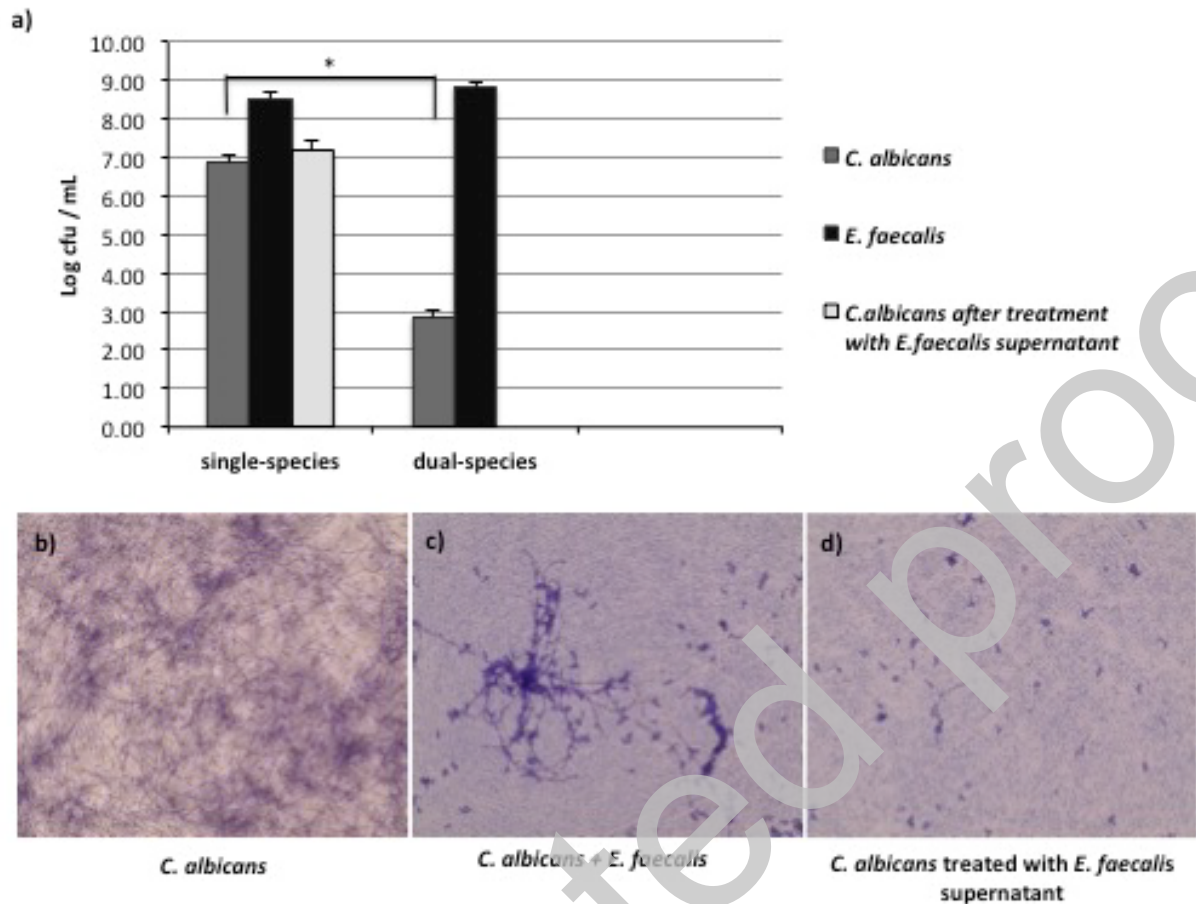 a)
10.00
9.00
8.00
7.00
6.00
5.00
4.00
3.00
2.00
1.00
0.00
Log cfu / mL
*
single-species
dual-species
C. albicans
E. faecalis
C.albicans after treatment
with E.faecalis supernatant
b)
c)
d)
C. albicans
C. albicans + E. faecalis
C. albicans treated with E. faecalis
supernatant
ted